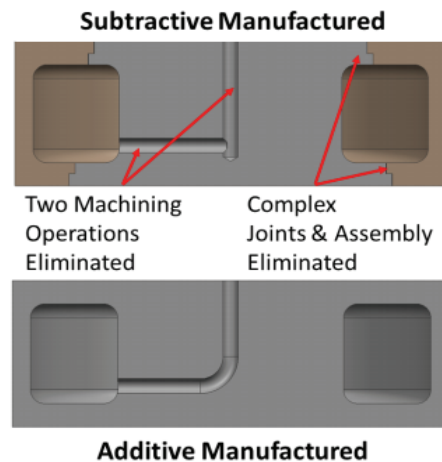 Subtractive Manufactured
Two Machining
Operations
Eliminated
Complex
Joints & Assembly
Eliminated
Additive Manufactured